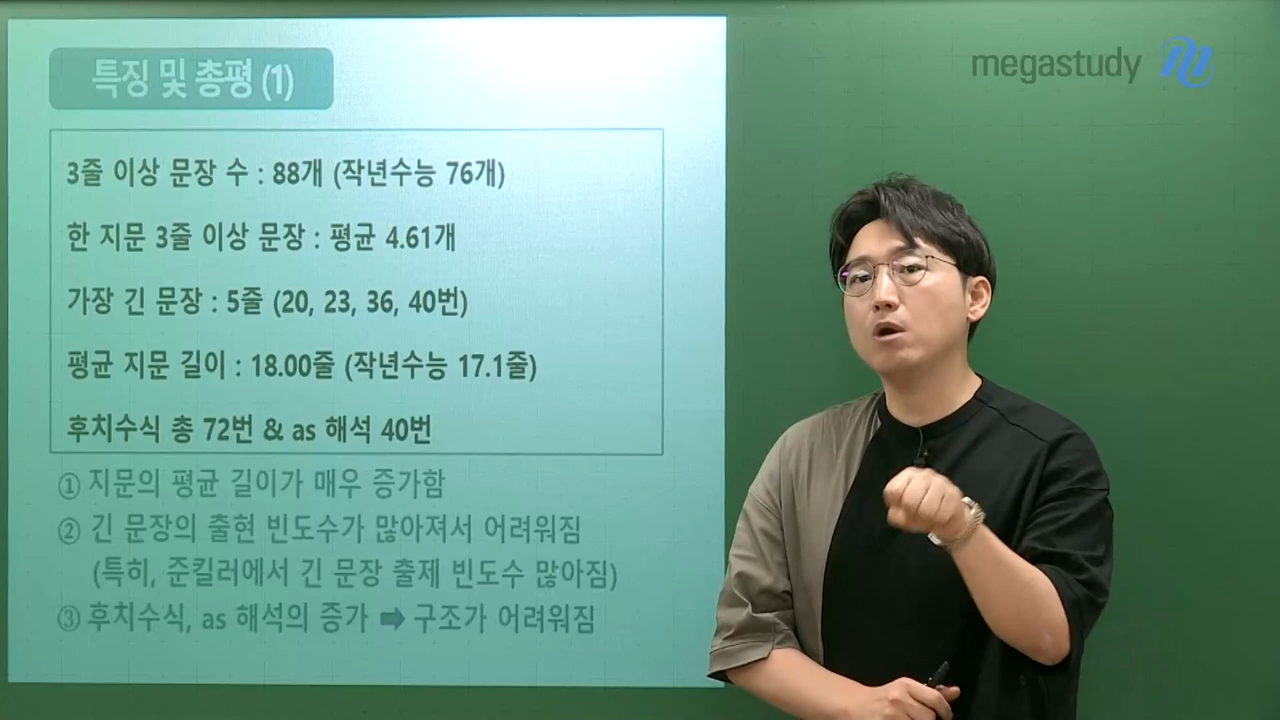 특징 및 총평 (1)
megastudy
3줄 이상 문장 수 : 88개 (작년수능 76개)
한 지문 3줄 이상 문장 : 평균 4.61개
가장 긴 문장 : 5줄 (20, 23, 36, 40번)
평균 지문 길이 : 18.00줄 (작년수능 17.1줄)
후치수식 총 72번 & as 해석 40번
① 지문의 평균 길이가 매우 증가함
② 긴 문장의 출현 빈도수가 많아져서 어려워짐
(특히, 준킬러에서 긴 문장 출제 빈도수 많아짐)
③ 후치수식, as 해석의 증가 ➡ 구조가 어려워짐